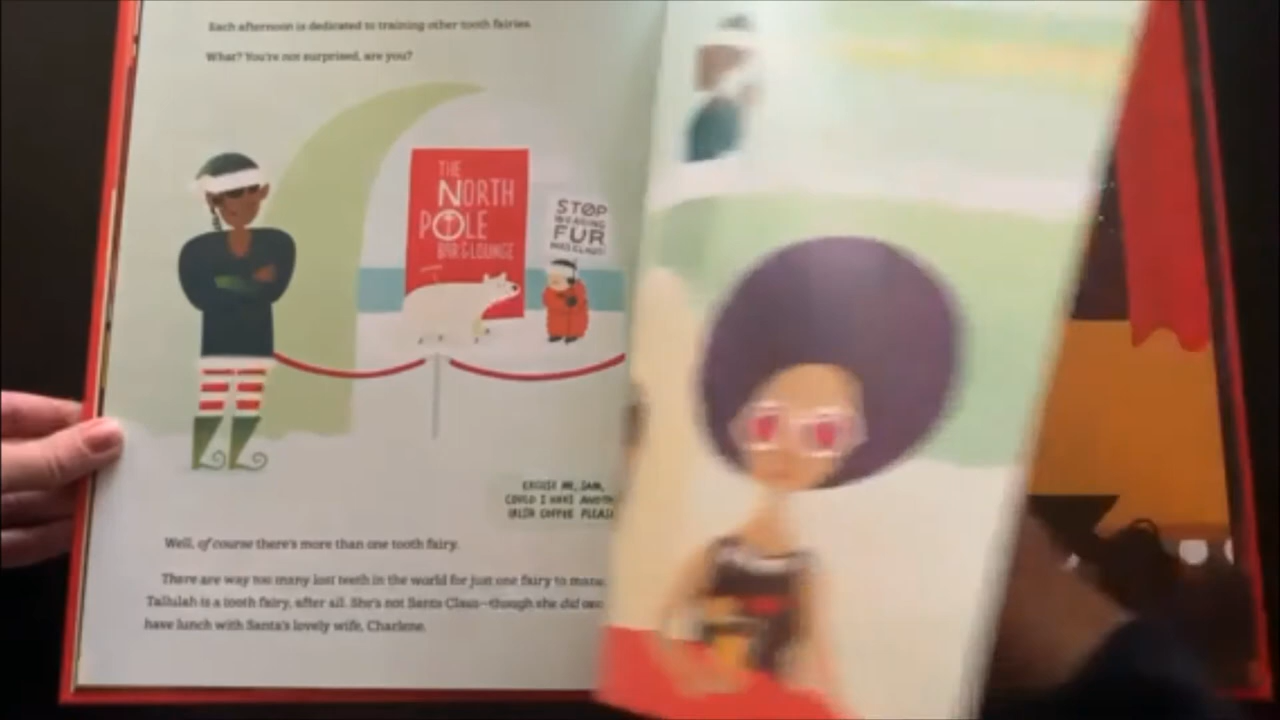 Each afternoon is dedicated to training other tooth fairies.
What? You're not surprised, are you?
THE
NORTH
POLE
BAR & LOUNGE
STOP
WEARING
FUR
MRS. CLAUS!
EXCUSE ME, SAM,
COULD I HAVE ANOTH
IRISH COFFEE PLEAS
Well, of course there's more than one tooth fairy.
There are way too many lost teeth in the world for just one fairy to mana
Tallulah is a tooth fairy, after all. She's not Santa Claus—though she did
have lunch with Santa's lovely wife, Charlene.